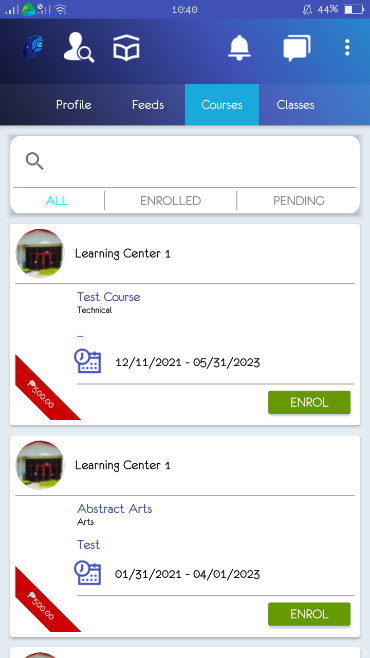 10:40
44%
Profile
Feeds
Courses
Classes
ALL
ENROLLED
PENDING
Learning Center 1
Test Course
Technical
...
12/11/2021 - 05/31/2023
₱500.00
ENROL
Learning Center 1
Abstract Arts
Arts
Test
01/31/2021 - 04/01/2023
₱500.00
ENROL